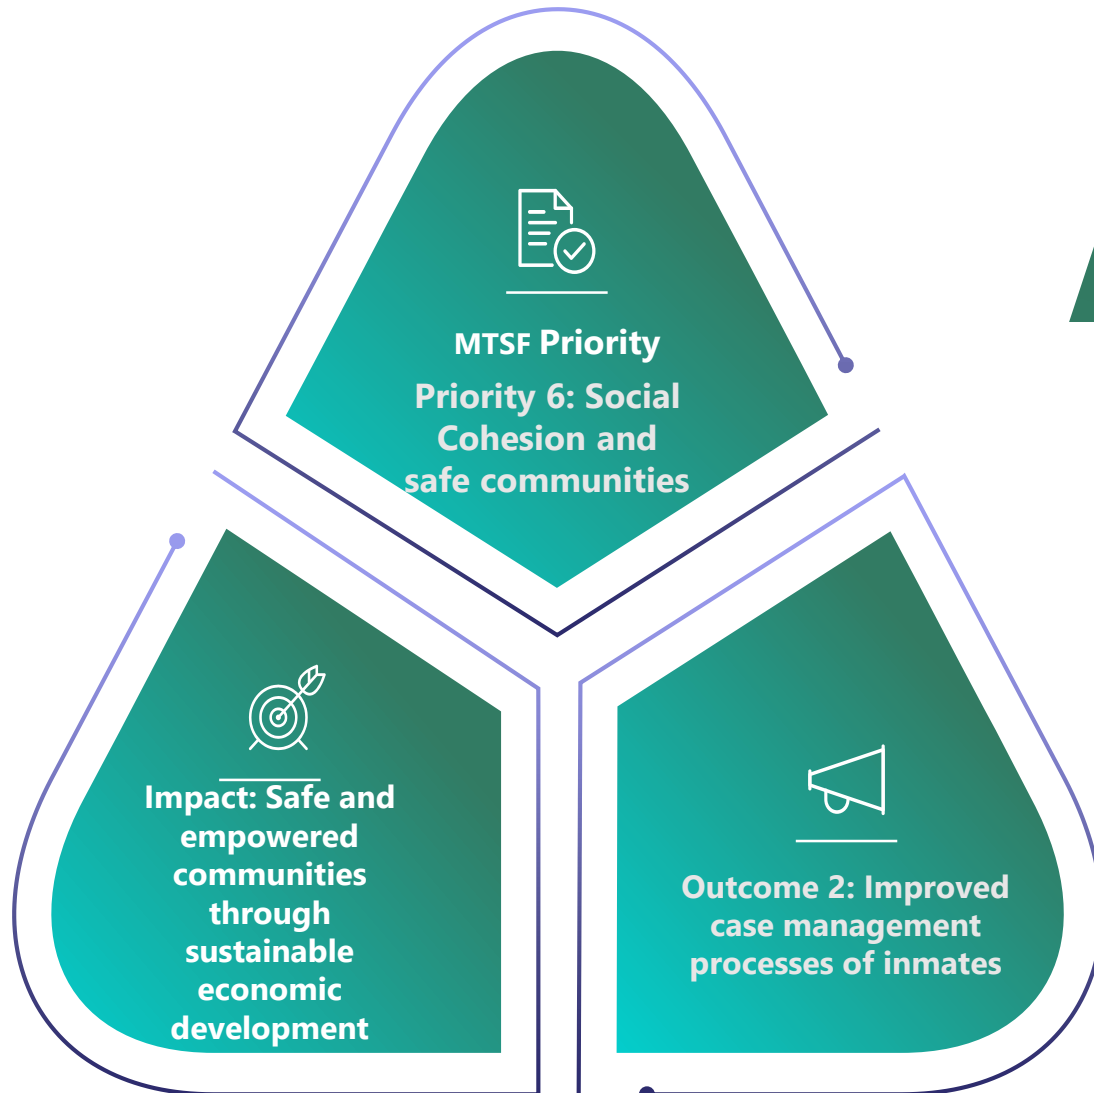 MTSF Priority
Priority 6: Social
Cohesion and
safe communities
Impact: Safe and
empowered
communities
through
sustainable
economic
development
Outcome 2: Improved
case management
processes of inmates